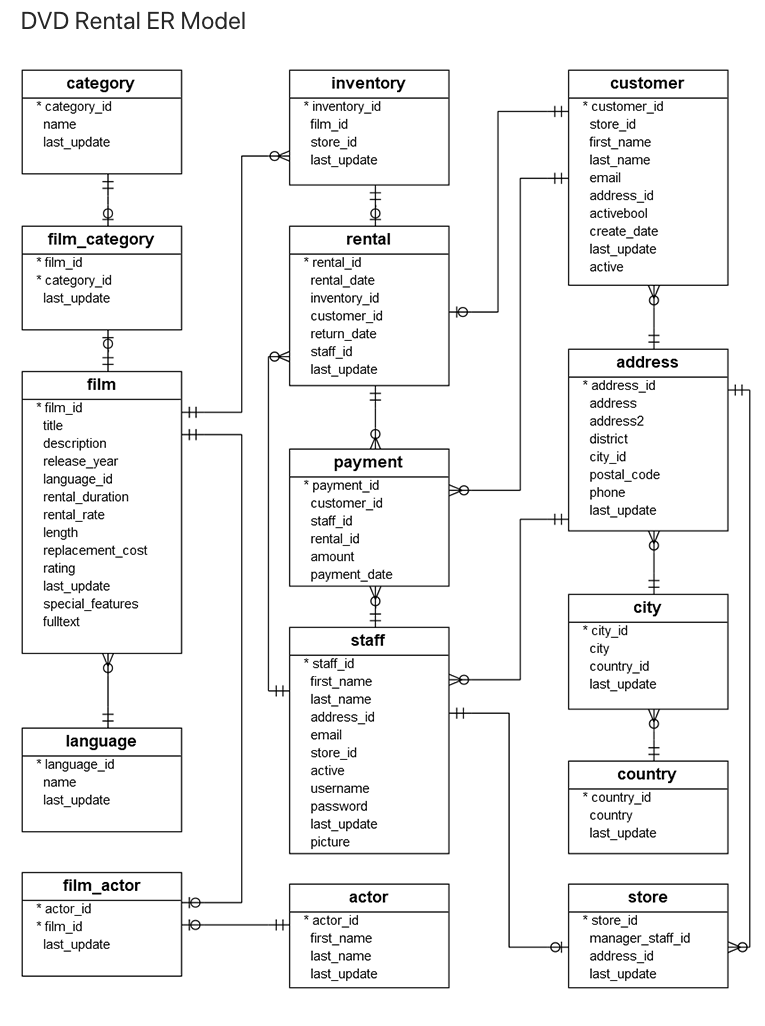 DVD Rental ER Model
category
* category_id
name
last_update
film_category
* film_id
* category_id
last_update
film
* film_id
title
description
release_year
language_id
rental_duration
rental_rate
length
replacement_cost
rating
last_update
special_features
fulltext
language
* language_id
name
last_update
film_actor
* actor_id
* film_id
last_update
inventory
* inventory_id
film_id
store_id
last_update
rental
* rental_id
rental_date
inventory_id
customer_id
return_date
staff_id
last_update
payment
* payment_id
customer_id
staff_id
rental_id
amount
payment_date
staff
* staff_id
first_name
last_name
address_id
email
store_id
active
username
password
last_update
picture
actor
* actor_id
first_name
last_name
last_update
customer
* customer_id
store_id
first_name
last_name
email
address_id
activebool
create_date
last_update
active
address
* address_id
address
address2
district
city_id
postal_code
phone
last_update
city
* city_id
city
country_id
last_update
country
* country_id
country
last_update
store
* store_id
manager_staff_id
address_id
last_update